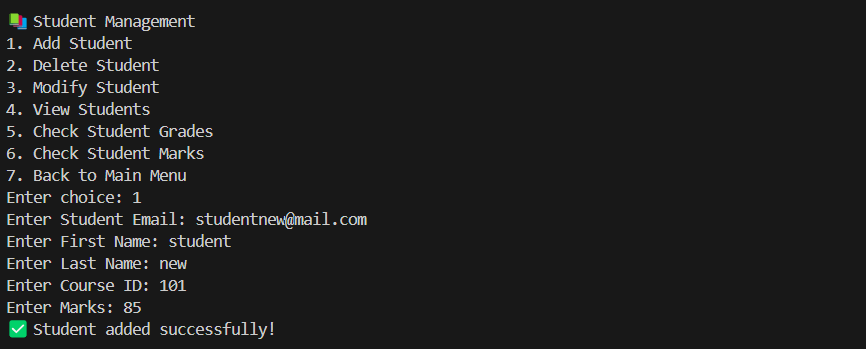 📚 Student Management
1. Add Student
2. Delete Student
3. Modify Student
4. View Students
5. Check Student Grades
6. Check Student Marks
7. Back to Main Menu
Enter choice: 1
Enter Student Email: studentnew@mail.com
Enter First Name: student
Enter Last Name: new
Enter Course ID: 101
Enter Marks: 85
✅ Student added successfully!